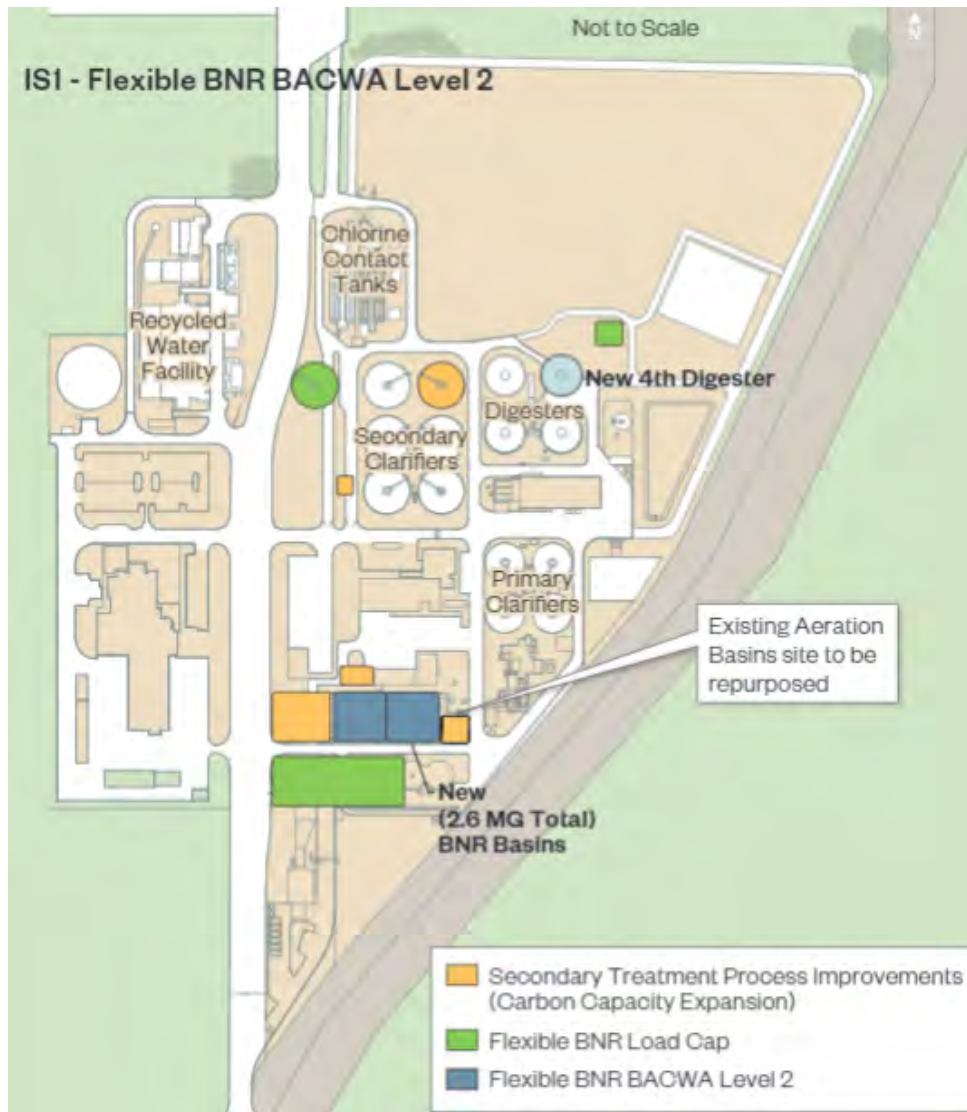 Not to Scale
N
IS1 - Flexible BNR BACWA Level 2
Chlorine
Contact
Tanks
Recycled
Water
Facility
New 4th Digester
Digesters
Secondary
Clarifiers
Primary
Clarifiers
Existing Aeration
Basins site to be
repurposed
New
(2.6 MG Total)
BNR Basins
Secondary Treatment Process Improvements
(Carbon Capacity Expansion)
Flexible BNR Load Cap
Flexible BNR BACWA Level 2